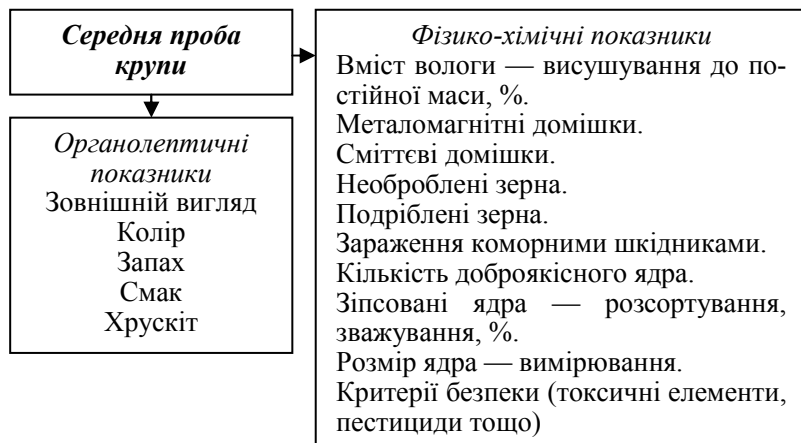 Середня проба
крупи
Органолептичні
показники
Зовнішній вигляд
Колір
Запах
Смак
Хрускіт
Фізико-хімічні показники
Вміст вологи — висушування до по-
стійної маси, %.
Металомагнітні домішки.
Сміттєві домішки.
Необроблені зерна.
Подріблені зерна.
Зараження коморними шкідниками.
Кількість доброякісного ядра.
Зіпсовані ядра — розсортування,
зважування, %.
Розмір ядра — вимірювання.
Критерії безпеки (токсичні елементи,
пестициди тощо)